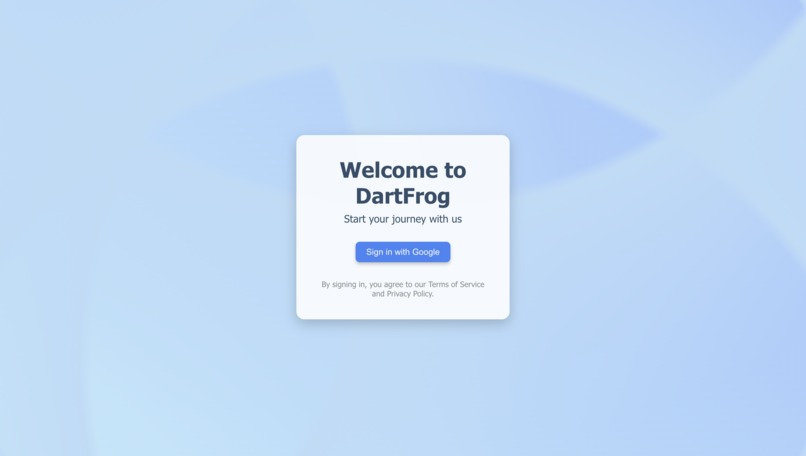 Welcome to
DartFrog
Start your journey with us
Sign in with Google
By signing in, you agree to our Terms of Service
and Privacy Policy.